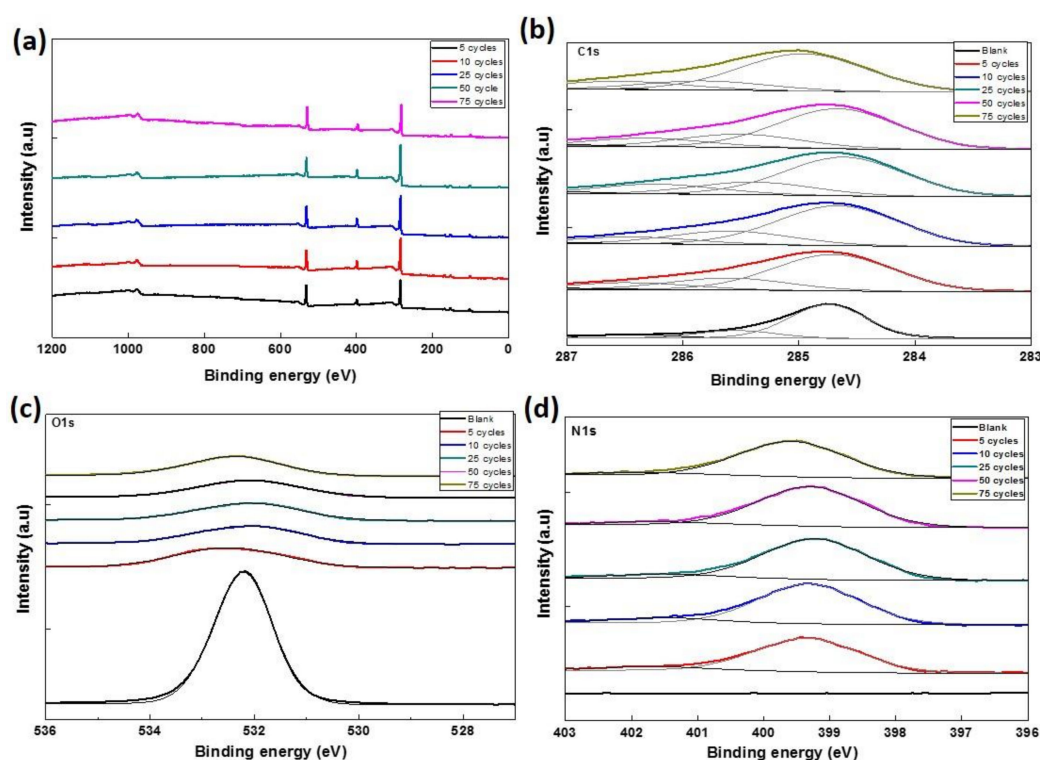 (a)
5 cycles
10 cycles
25 cycles
50 cycle
75 cycles
Intensity (a.u)
1200 1000 800 600 400 200 0
Binding energy (eV)
(b)
C1s
Blank
5 cycles
10 cycles
25 cycles
50 cycles
75 cycles
Intensity (a.u)
287 286 285 284 283
Binding energy (eV)
(c)
O1s
Blank
5 cycles
10 cycles
25 cycles
50 cycles
75 cycles
Intensity (a.u)
536 534 532 530 528
Binding energy (eV)
(d)
N1s
Blank
5 cycles
10 cycles
25 cycles
50 cycles
75 cycles
Intensity (a.u)
403 402 401 400 399 398 397 396
Binding energy (eV)